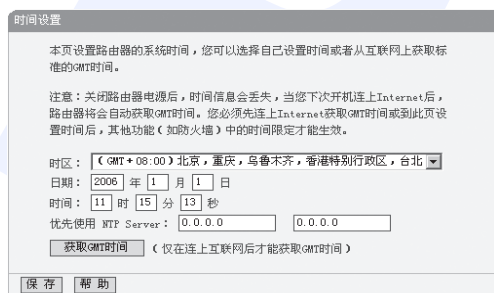 时间设置
本页设置路由器的系统时间，您可以选择自己设置时间或者从互联网上获取标
准的GMT时间。
注意：关闭路由器电源后，时间信息会丢失，当您下次开机连上Internet后，
路由器将会自动获取GMT时间。您必须先连上Internet获取GMT时间或到此页设
置时间后，其他功能（如防火墙）中的时间限定才能生效。
时区： （GMT+08:00）北京，重庆，乌鲁木齐，香港特别行政区，台北
日期： 2006 年 1 月 1 日
时间： 11 时 15 分 13 秒
优先使用 NTP Server： 0.0.0.0 0.0.0.0
获取GMT时间 （仅在连上互联网后才能获取GMT时间）
保 存 帮 助